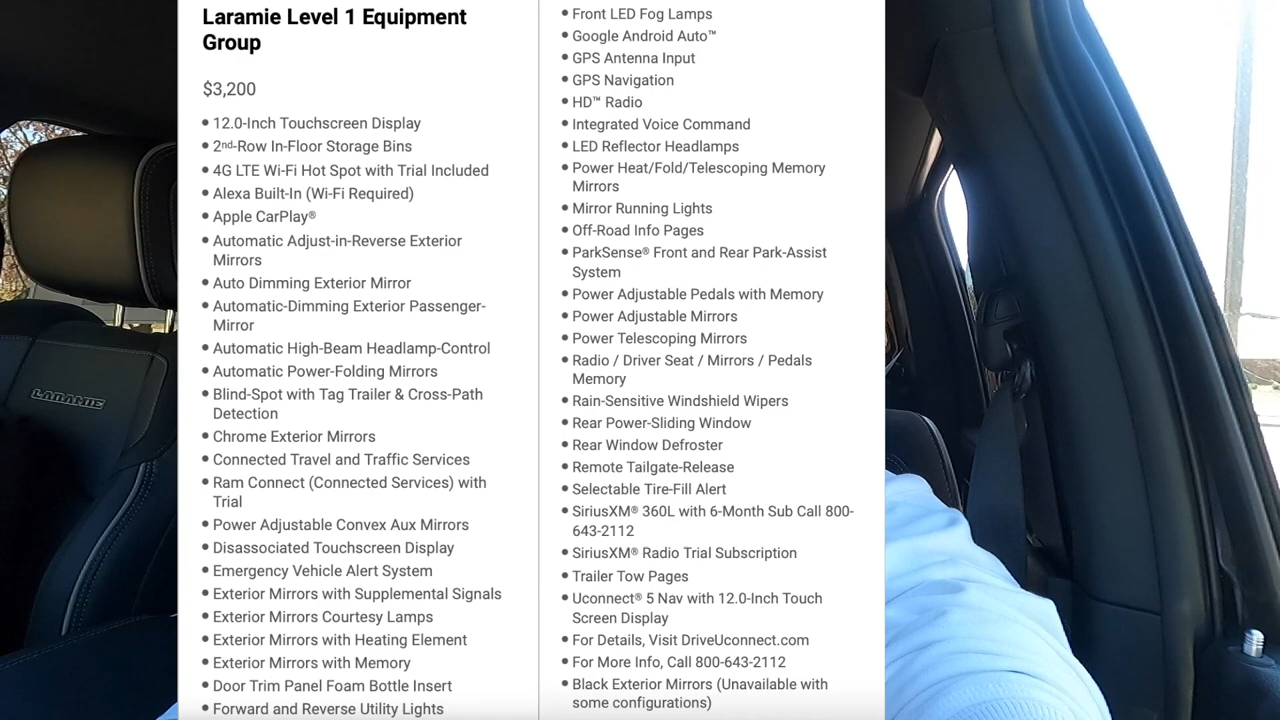 Laramie Level 1 Equipment
Group
$3,200
• 12.0-Inch Touchscreen Display
• 2nd-Row In-Floor Storage Bins
• 4G LTE Wi-Fi Hot Spot with Trial Included
• Alexa Built-In (Wi-Fi Required)
• Apple CarPlay®
• Automatic Adjust-in-Reverse Exterior
Mirrors
• Auto Dimming Exterior Mirror
• Automatic-Dimming Exterior Passenger-
Mirror
• Automatic High-Beam Headlamp-Control
• Automatic Power-Folding Mirrors
• Blind-Spot with Tag Trailer & Cross-Path
Detection
• Chrome Exterior Mirrors
• Connected Travel and Traffic Services
• Ram Connect (Connected Services) with
Trial
• Power Adjustable Convex Aux Mirrors
• Disassociated Touchscreen Display
• Emergency Vehicle Alert System
• Exterior Mirrors with Supplemental Signals
• Exterior Mirrors Courtesy Lamps
• Exterior Mirrors with Heating Element
• Exterior Mirrors with Memory
• Door Trim Panel Foam Bottle Insert
• Forward and Reverse Utility Lights
• Front LED Fog Lamps
• Google Android Auto™
• GPS Antenna Input
• GPS Navigation
• HD™ Radio
• Integrated Voice Command
• LED Reflector Headlamps
• Power Heat/Fold/Telescoping Memory
Mirrors
• Mirror Running Lights
• Off-Road Info Pages
• ParkSense® Front and Rear Park-Assist
System
• Power Adjustable Pedals with Memory
• Power Adjustable Mirrors
• Power Telescoping Mirrors
• Radio / Driver Seat / Mirrors / Pedals
Memory
• Rain-Sensitive Windshield Wipers
• Rear Power-Sliding Window
• Rear Window Defroster
• Remote Tailgate-Release
• Selectable Tire-Fill Alert
• SiriusXM® 360L with 6-Month Sub Call 800-
643-2112
• SiriusXM® Radio Trial Subscription
• Trailer Tow Pages
• Uconnect® 5 Nav with 12.0-Inch Touch
Screen Display
• For Details, Visit DriveUconnect.com
• For More Info, Call 800-643-2112
• Black Exterior Mirrors (Unavailable with
some configurations)
LARAMIE